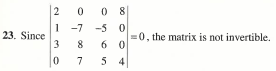 2 0 0 8
1 -7 -5 0
23. Since = 0, the matrix is not invertible.
3 8 6 0
0 7 5 4